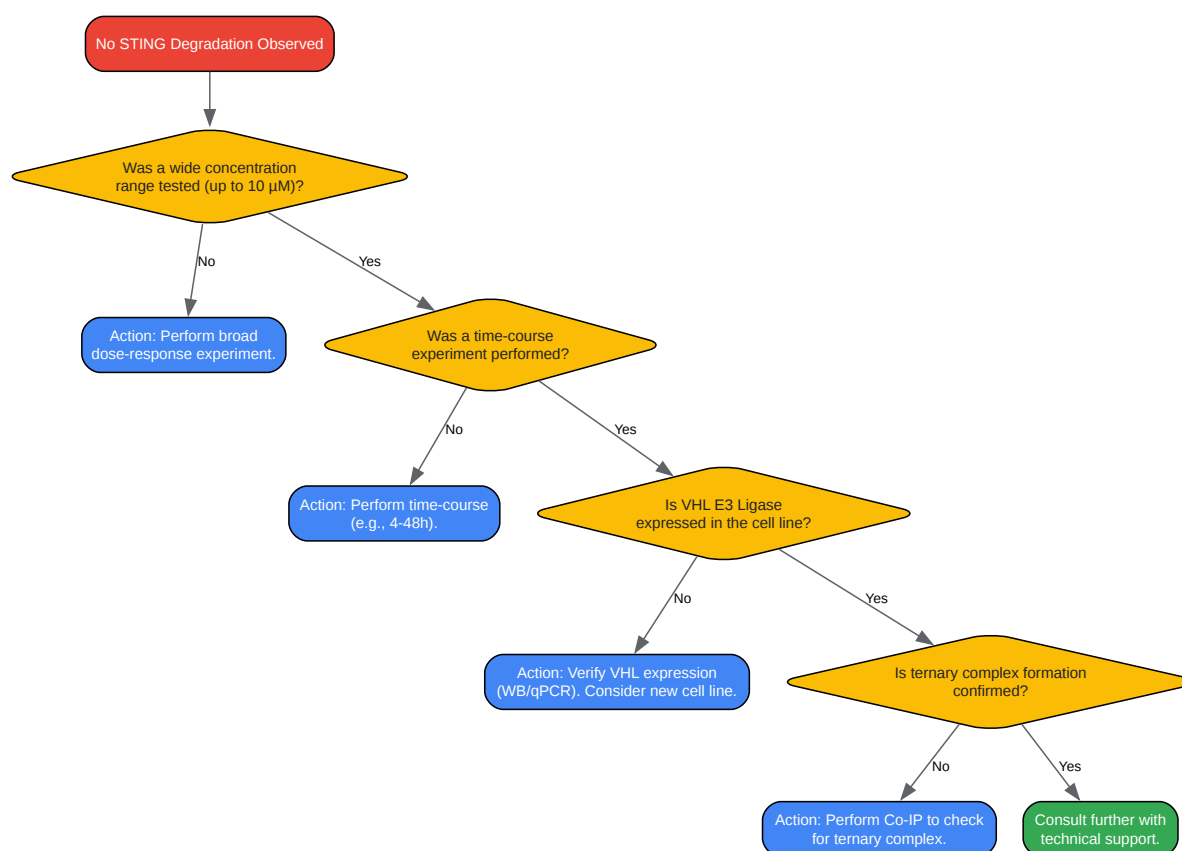 No STING Degradation Observed
Was a wide concentration
range tested (up to 10 µM)?
No
Yes
Action: Perform broad
dose-response experiment.
Was a time-course
experiment performed?
No
Yes
Action: Perform time-course
(e.g., 4-48h).
Is VHL E3 Ligase
expressed in the cell line?
No
Yes
Action: Verify VHL expression
(WB/qPCR). Consider new cell line.
Is ternary complex formation
confirmed?
No
Yes
Action: Perform Co-IP to check
for ternary complex.
Consult further with
technical support.